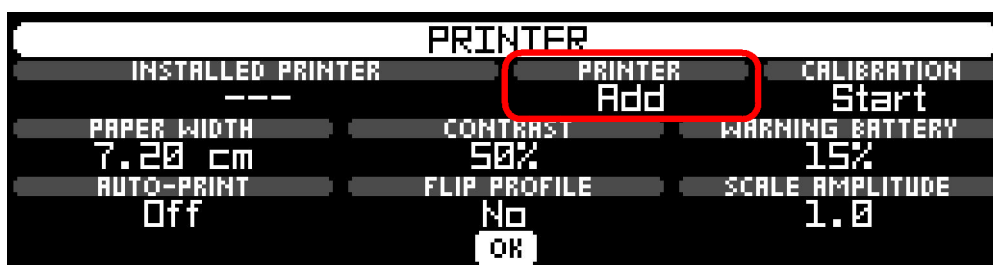 PRINTER
INSTALLED PRINTER PRINTER CALIBRATION
--- Add Start
PAPER WIDTH CONTRAST WARNING BATTERY
7.20 cm 50% 15%
AUTO-PRINT FLIP PROFILE SCALE AMPLITUDE
Off No 1.0
OK